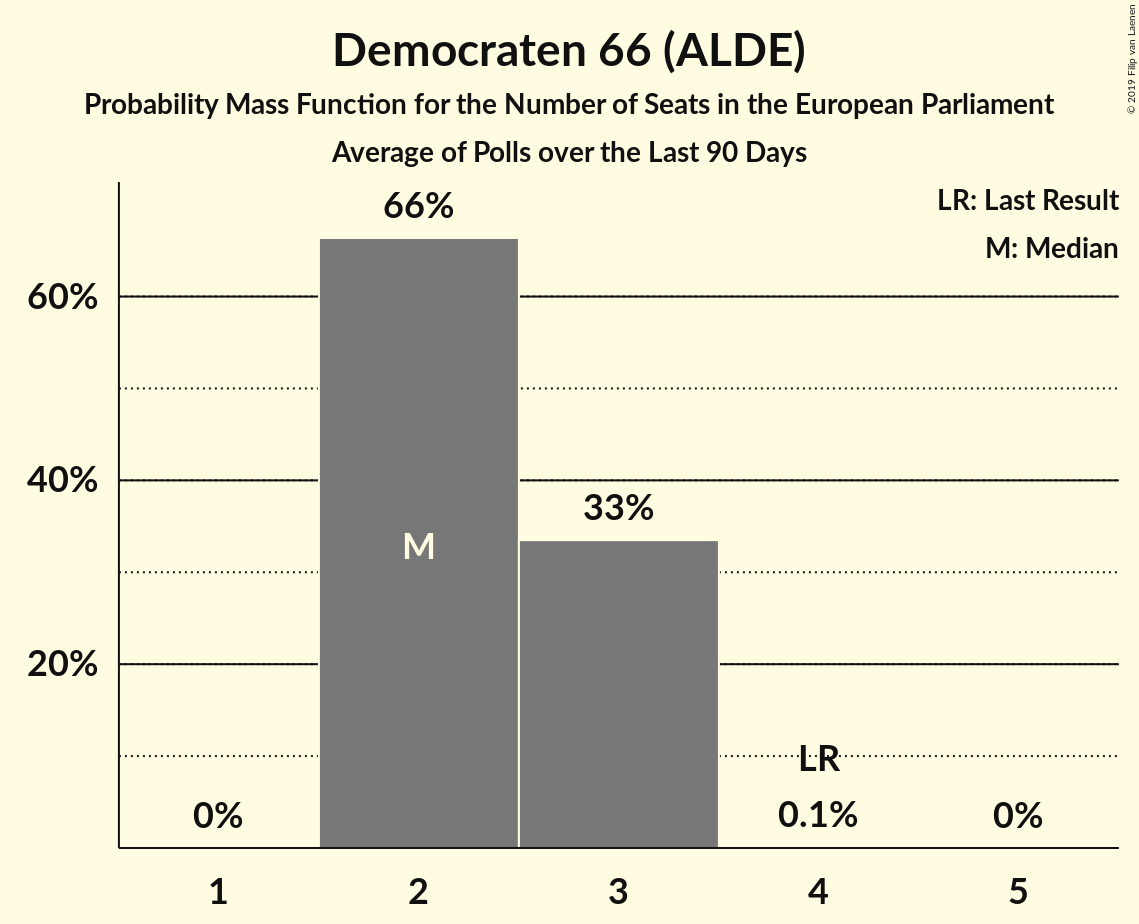 Democraten 66 (ALDE)
Probability Mass Function for the Number of Seats in the European Parliament
Average of Polls over the Last 90 Days
© 2019 Filip van Laenen
LR: Last Result
M: Median
66%
60%
40%
33%
M
20%
LR
0%
0.1%
0%
1 2 3 4 5